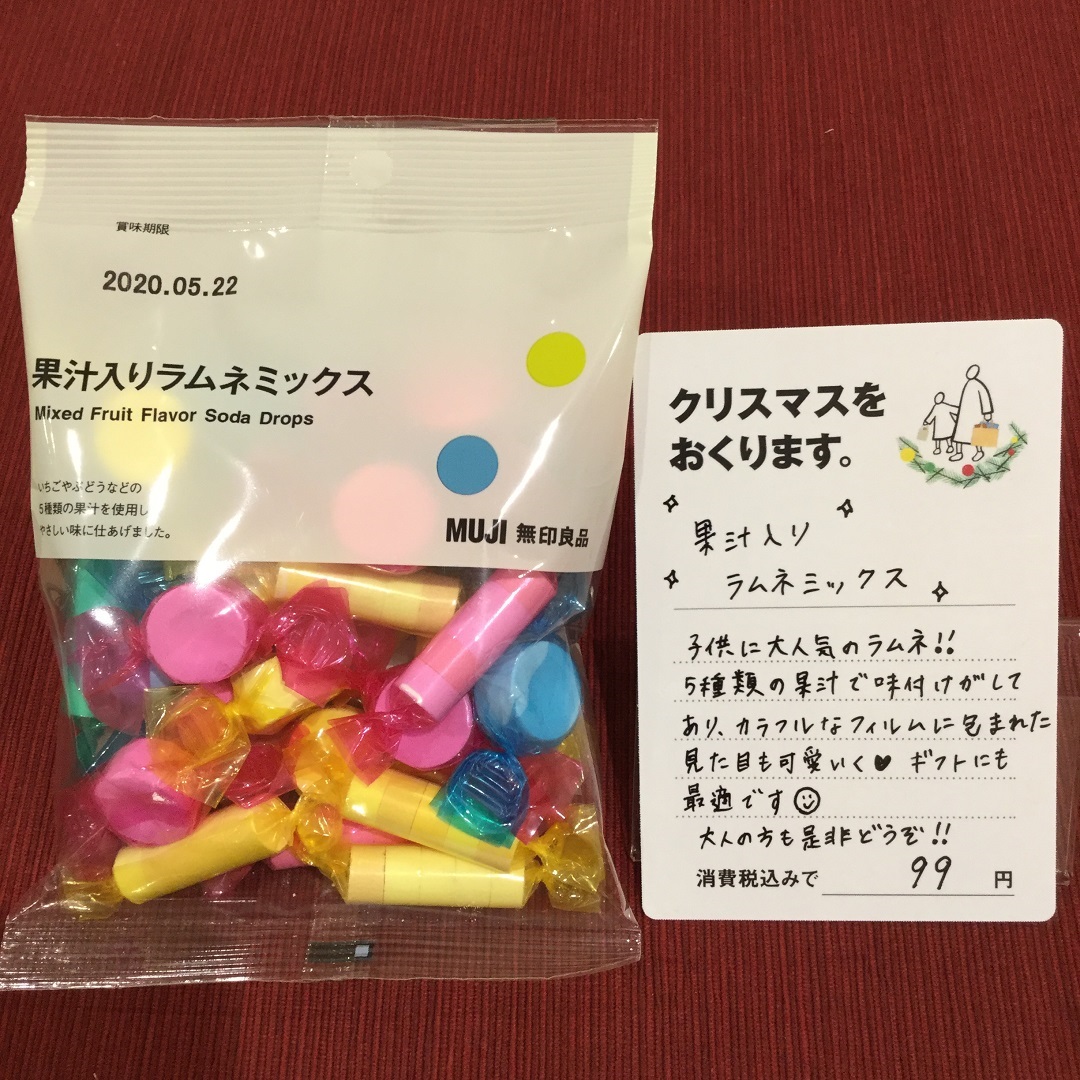 賞味期限
2020.05.22
果汁入りラムネミックス
Mixed Fruit Flavor Soda Drops
いちごやぶどうなどの
5種類の果汁を使用し
やさしい味に仕あげました。
MUJI 無印良品
クリスマスを
おくります。
果汁入り
ラムネミックス
子供に大人気のラムネ!!
5種類の果汁で味付けがして
あり、カラフルなフィルムに包まれた
見た目も可愛いく♥ ギフトにも
最適です☺
大人の方も是非どうぞ!!
消費税込みで 99 円